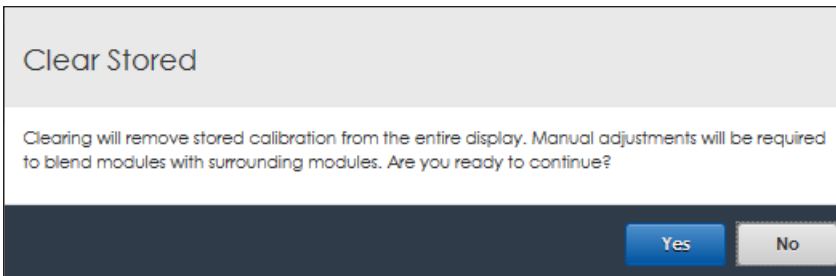 Clear Stored
Clearing will remove stored calibration from the entire display. Manual adjustments will be required
to blend modules with surrounding modules. Are you ready to continue?
Yes No